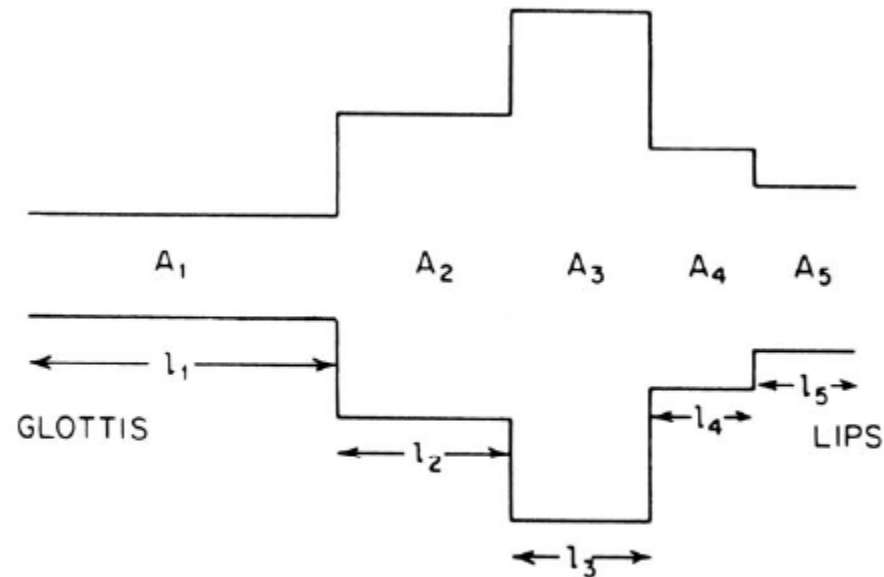 A₁ A₂ A₃ A₄ A₅
l₁
l₅
l₄
GLOTTIS
LIPS
l₂
l₃